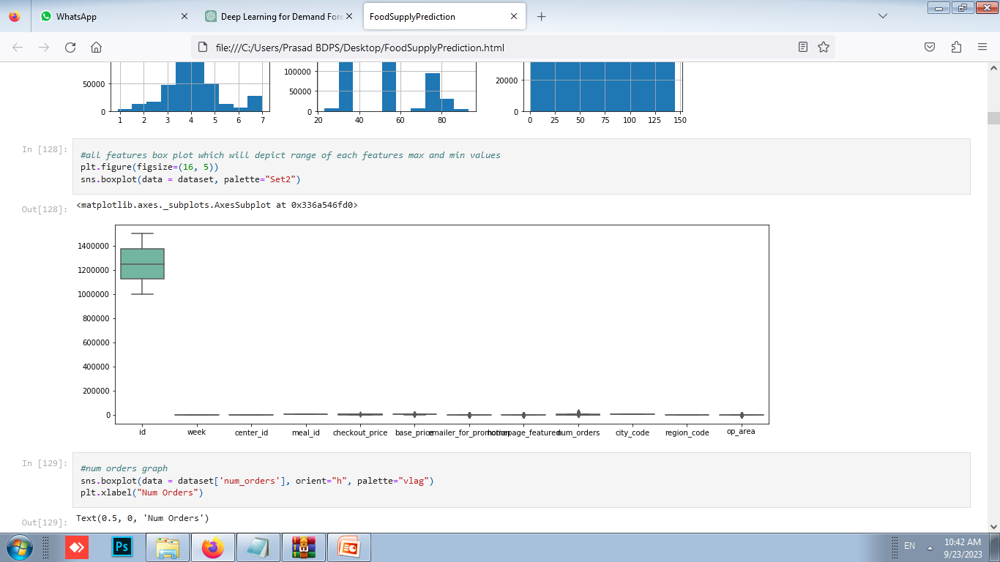 WhatsApp
Deep Learning for Demand Fore
FoodSupplyPrediction
file:///C:/Users/Prasad BDPS/Desktop/FoodSupplyPrediction.html
50000
0
1 2 3 4 5 6 7
100000
50000
0
20 40 60 80
20000
0
0 25 50 75 100 125 150
In [128]:
#all features box plot which will depict range of each features max and min values
plt.figure(figsize=(16, 5))
sns.boxplot(data = dataset, palette="Set2")
Out[128]:
<matplotlib.axes._subplots.AxesSubplot at 0x336a546fd0>
1400000
1200000
1000000
800000
600000
400000
200000
0
id week center_id meal_id checkout_price base_price emailer_for_promotion homepage_featured num_orders city_code region_code op_area
In [129]:
#num orders graph
sns.boxplot(data = dataset['num_orders'], orient="h", palette="vlag")
plt.xlabel("Num Orders")
Out[129]:
Text(0.5, 0, 'Num Orders')
Ps
EN
10:42 AM
9/23/2023